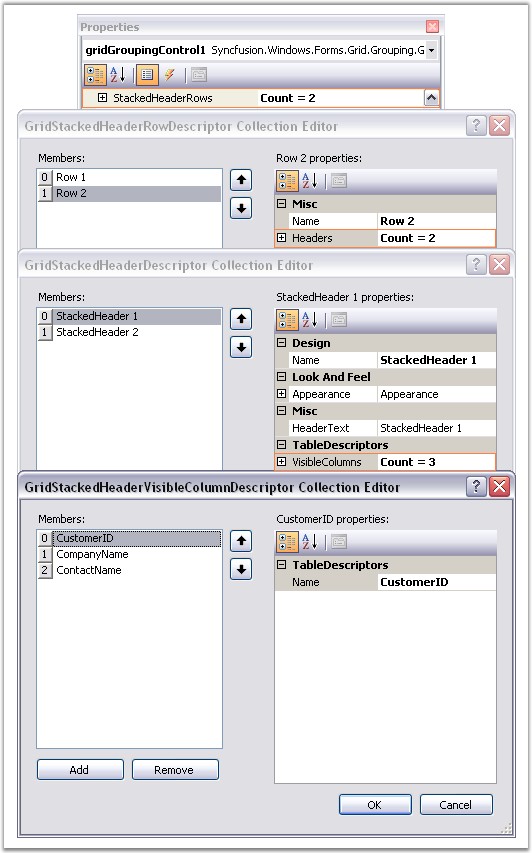 Properties
gridGroupingControl1 Syncfusion.Windows.Forms.Grid.Grouping.G
StackedHeaderRows Count = 2
GridStackedHeaderRowDescriptor Collection Editor
Members:
0 Row 1
1 Row 2
Row 2 properties:
Misc
Name Row 2
Headers Count = 2
GridStackedHeaderDescriptor Collection Editor
Members:
0 StackedHeader 1
1 StackedHeader 2
StackedHeader 1 properties:
Design
Name StackedHeader 1
Look And Feel
Appearance Appearance
Misc
HeaderText StackedHeader 1
TableDescriptors
VisibleColumns Count = 3
GridStackedHeaderVisibleColumnDescriptor Collection Editor
Members:
0 CustomerID
1 CompanyName
2 ContactName
Add Remove
CustomerID properties:
TableDescriptors
Name CustomerID
OK Cancel